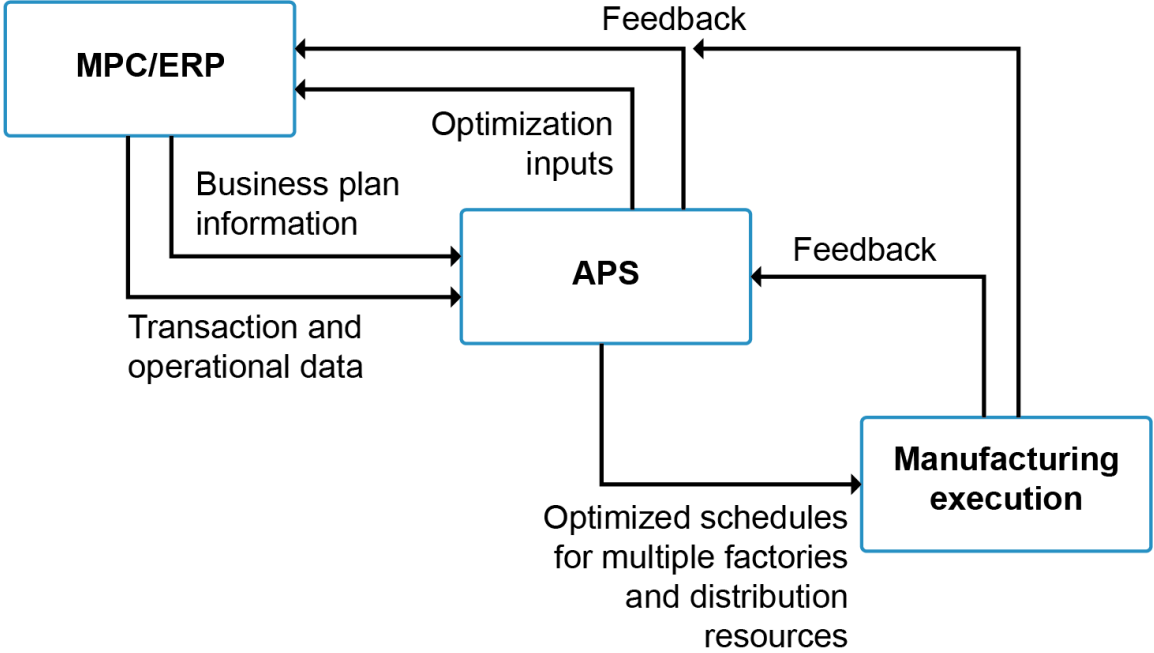 Feedback
MPC/ERP
Optimization
inputs
Business plan
information
Feedback
APS
Transaction and
operational data
Manufacturing
execution
Optimized schedules
for multiple factories
and distribution
resources